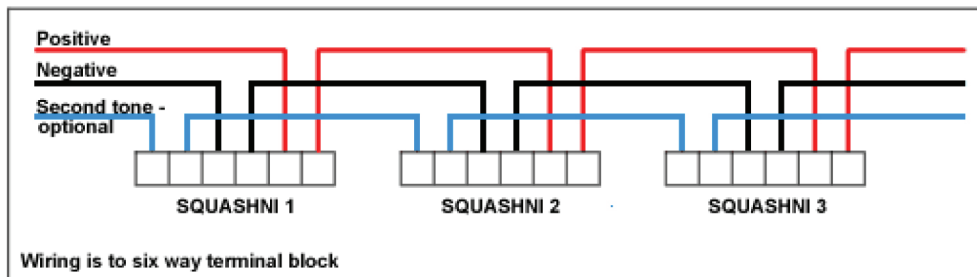 Positive
Negative
Second tone -
optional
SQUASHNI 1
SQUASHNI 2
SQUASHNI 3
Wiring is to six way terminal block